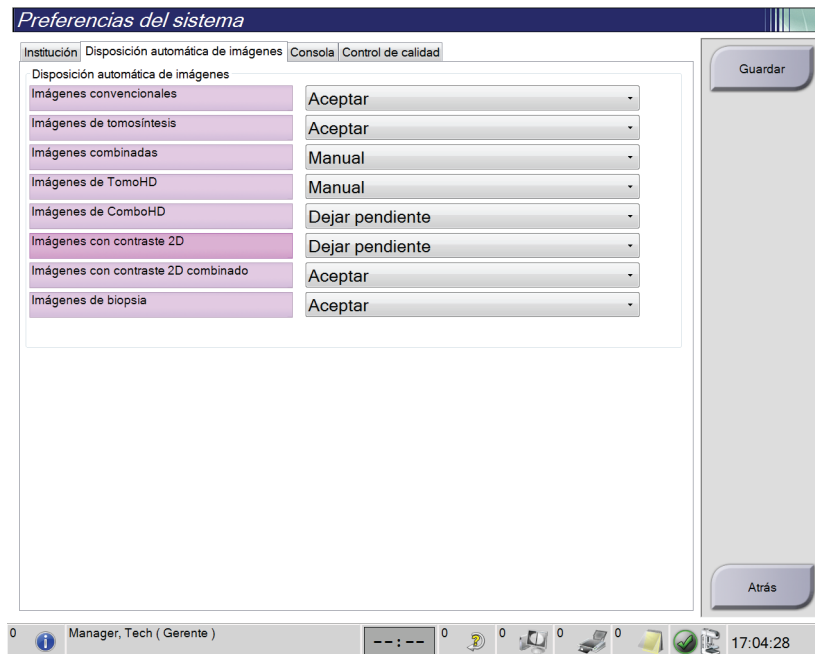 Preferencias del sistema
Institución Disposición automática de imágenes Consola Control de calidad
Guardar
Disposición automática de imágenes
Imágenes convencionales Aceptar
Imágenes de tomosíntesis Aceptar
Imágenes combinadas Manual
Imágenes de TomoHD Manual
Imágenes de ComboHD Dejar pendiente
Imágenes con contraste 2D Dejar pendiente
Imágenes con contraste 2D combinado Aceptar
Imágenes de biopsia Aceptar
Atrás
0 Manager, Tech ( Gerente ) --:-- 0 0 0 0 17:04:28